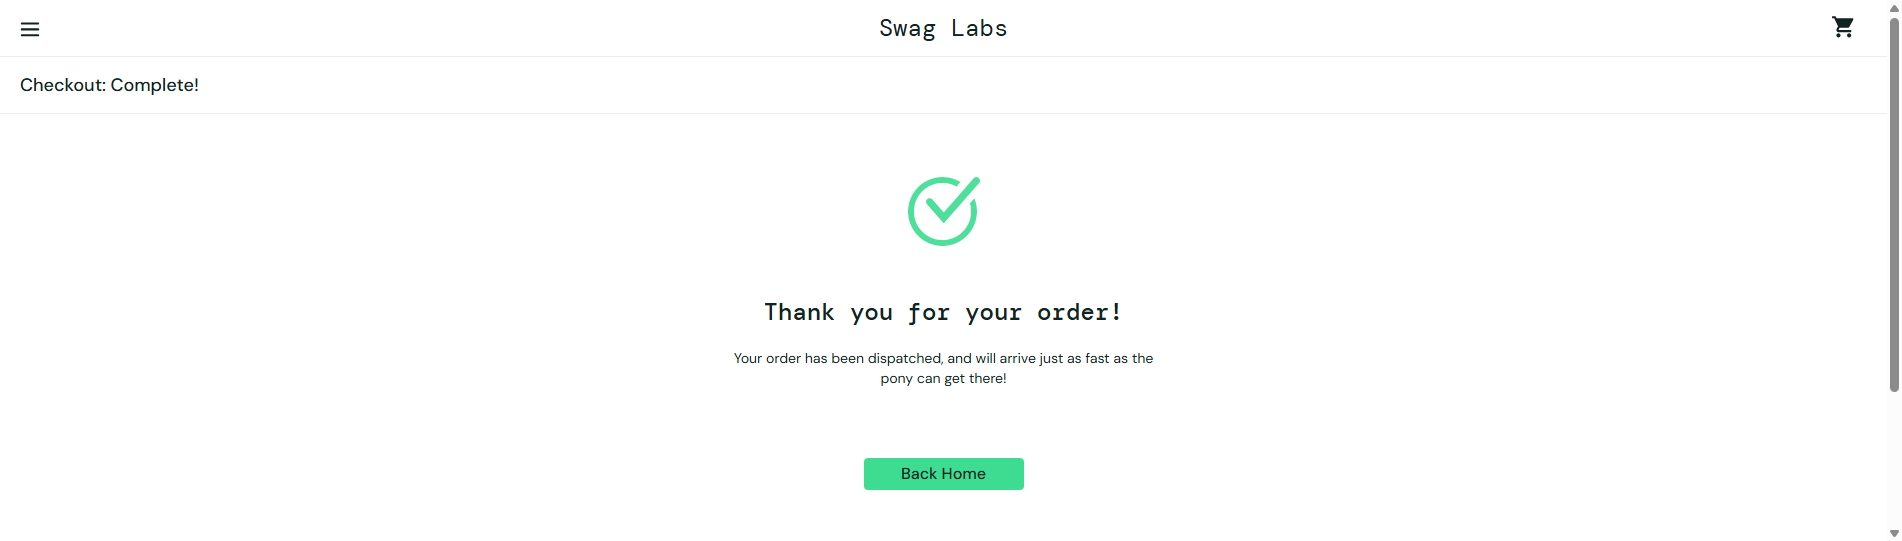 Swag Labs
Checkout: Complete!
Thank you for your order!
Your order has been dispatched, and will arrive just as fast as the
pony can get there!
Back Home